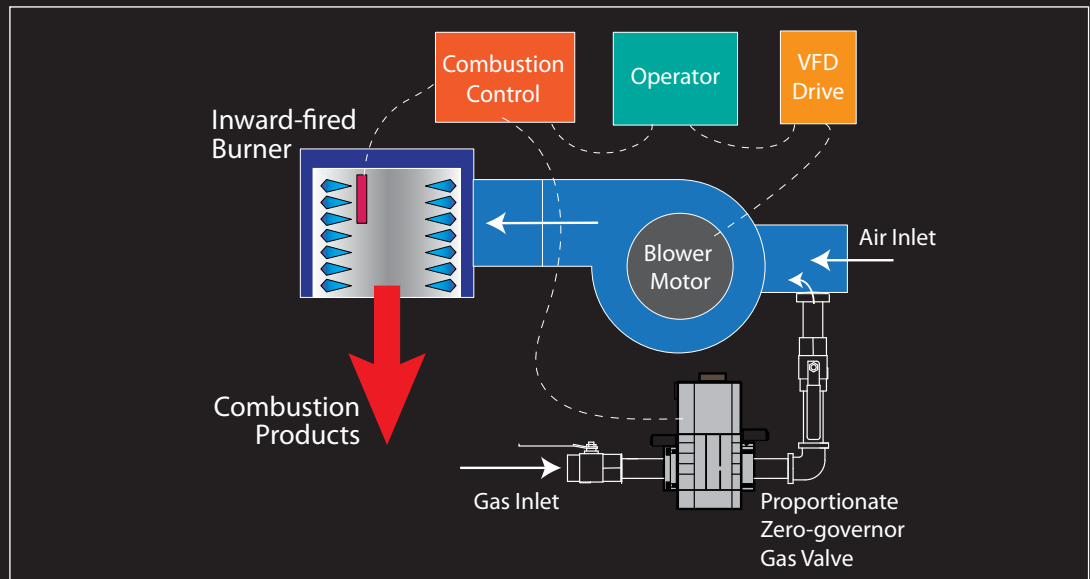 Combustion
Control
Operator
VFD
Drive
Inward-fired
Burner
Air Inlet
Blower
Motor
Combustion
Products
Gas Inlet
Proportionate
Zero-governor
Gas Valve